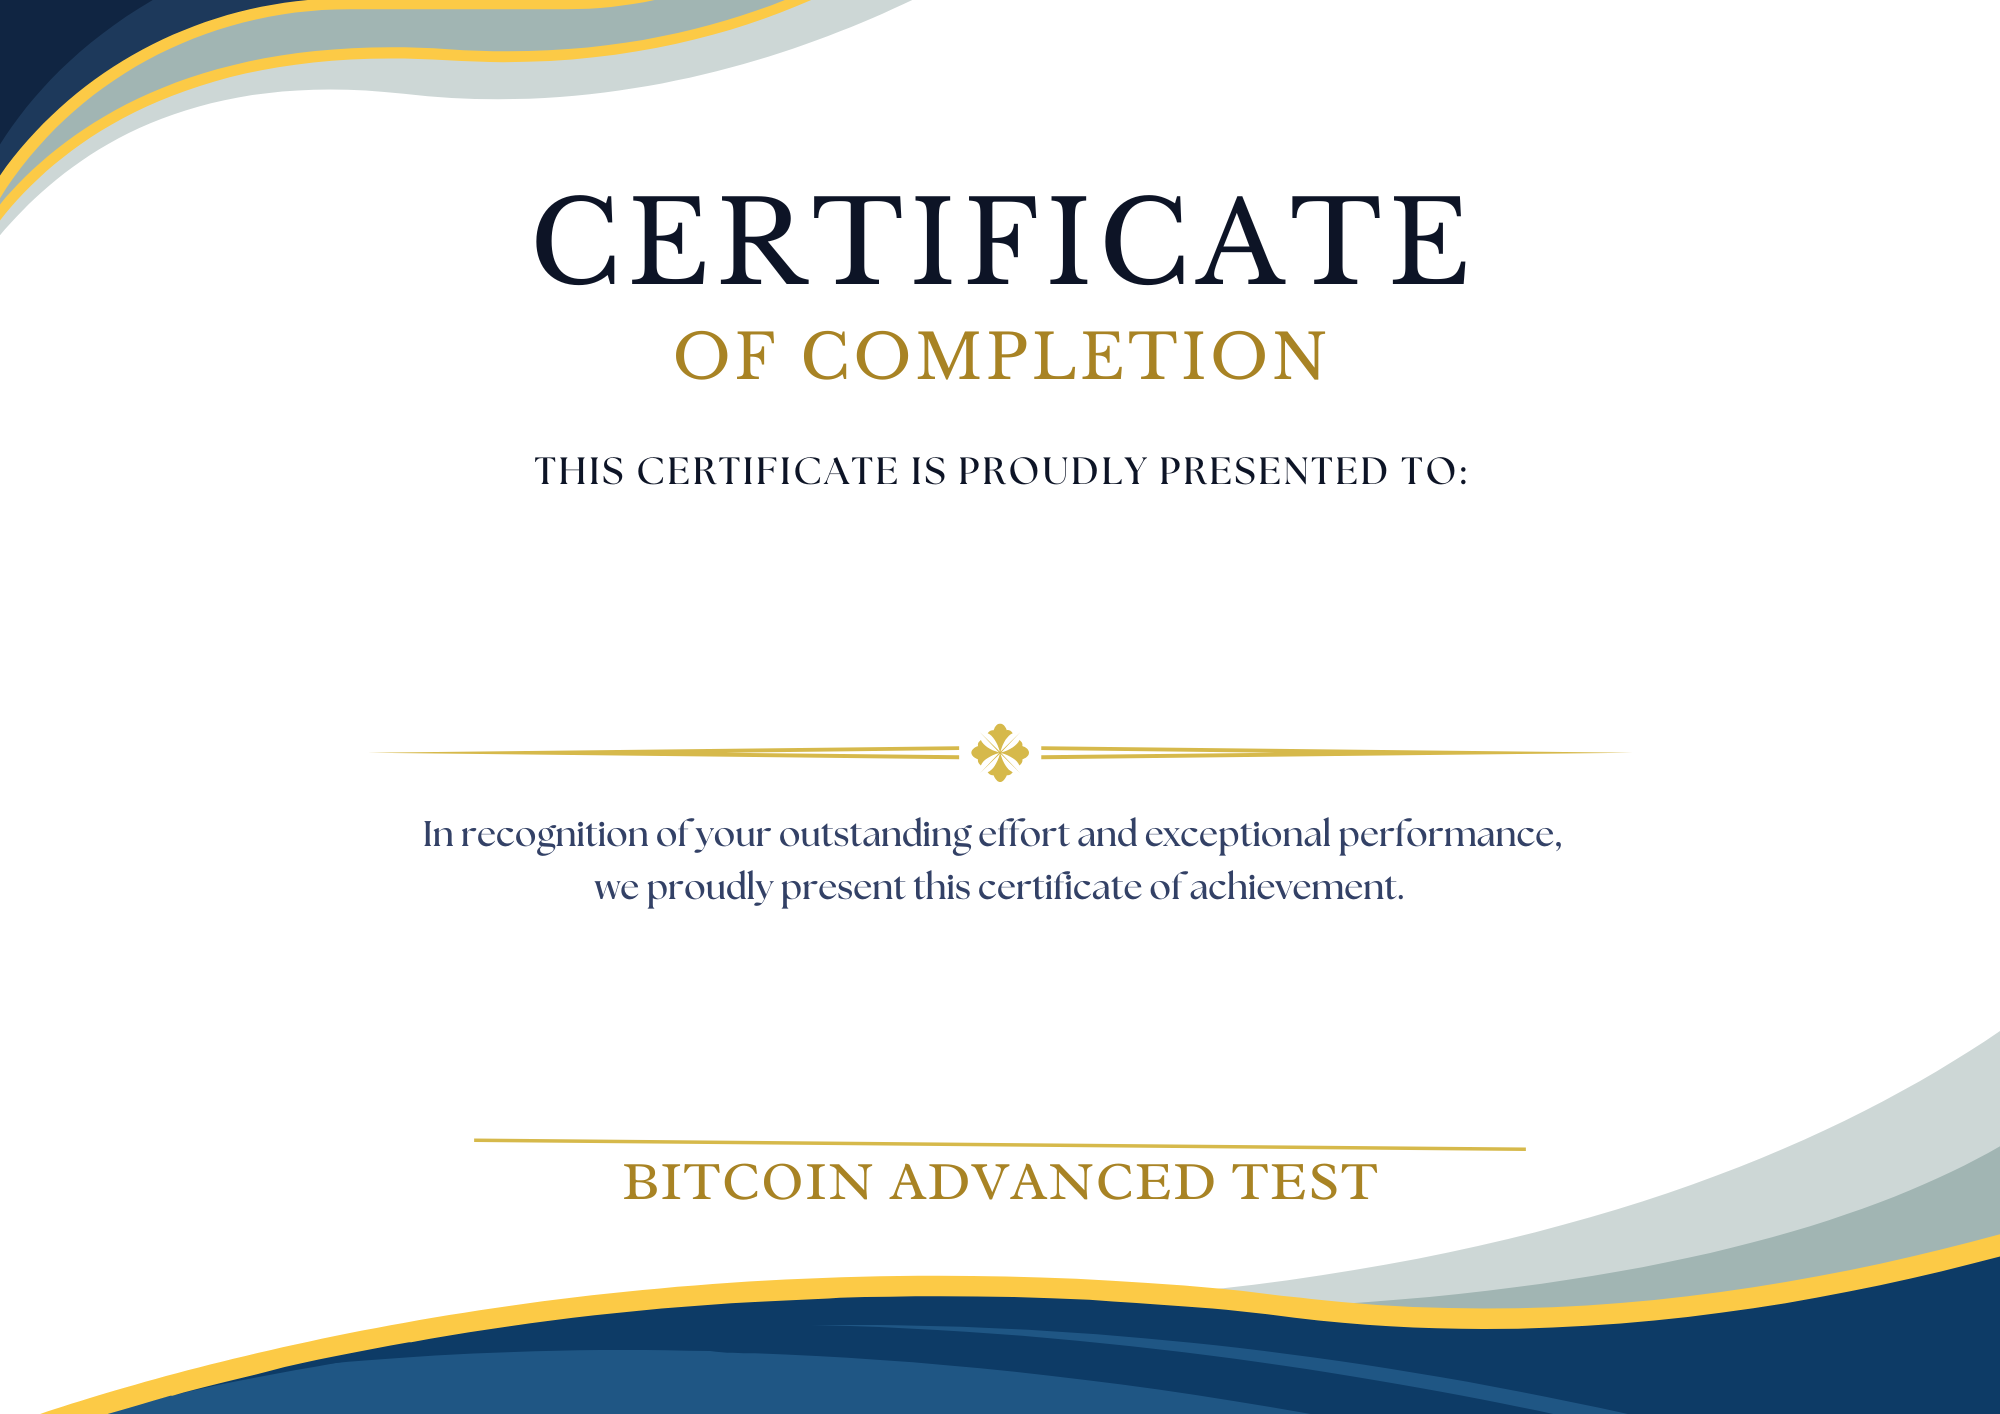 CERTIFICATE
OF COMPLETION
THIS CERTIFICATE IS PROUDLY PRESENTED TO:
In recognition of your outstanding effort and exceptional performance,
we proudly present this certificate of achievement.
BITCOIN ADVANCED TEST